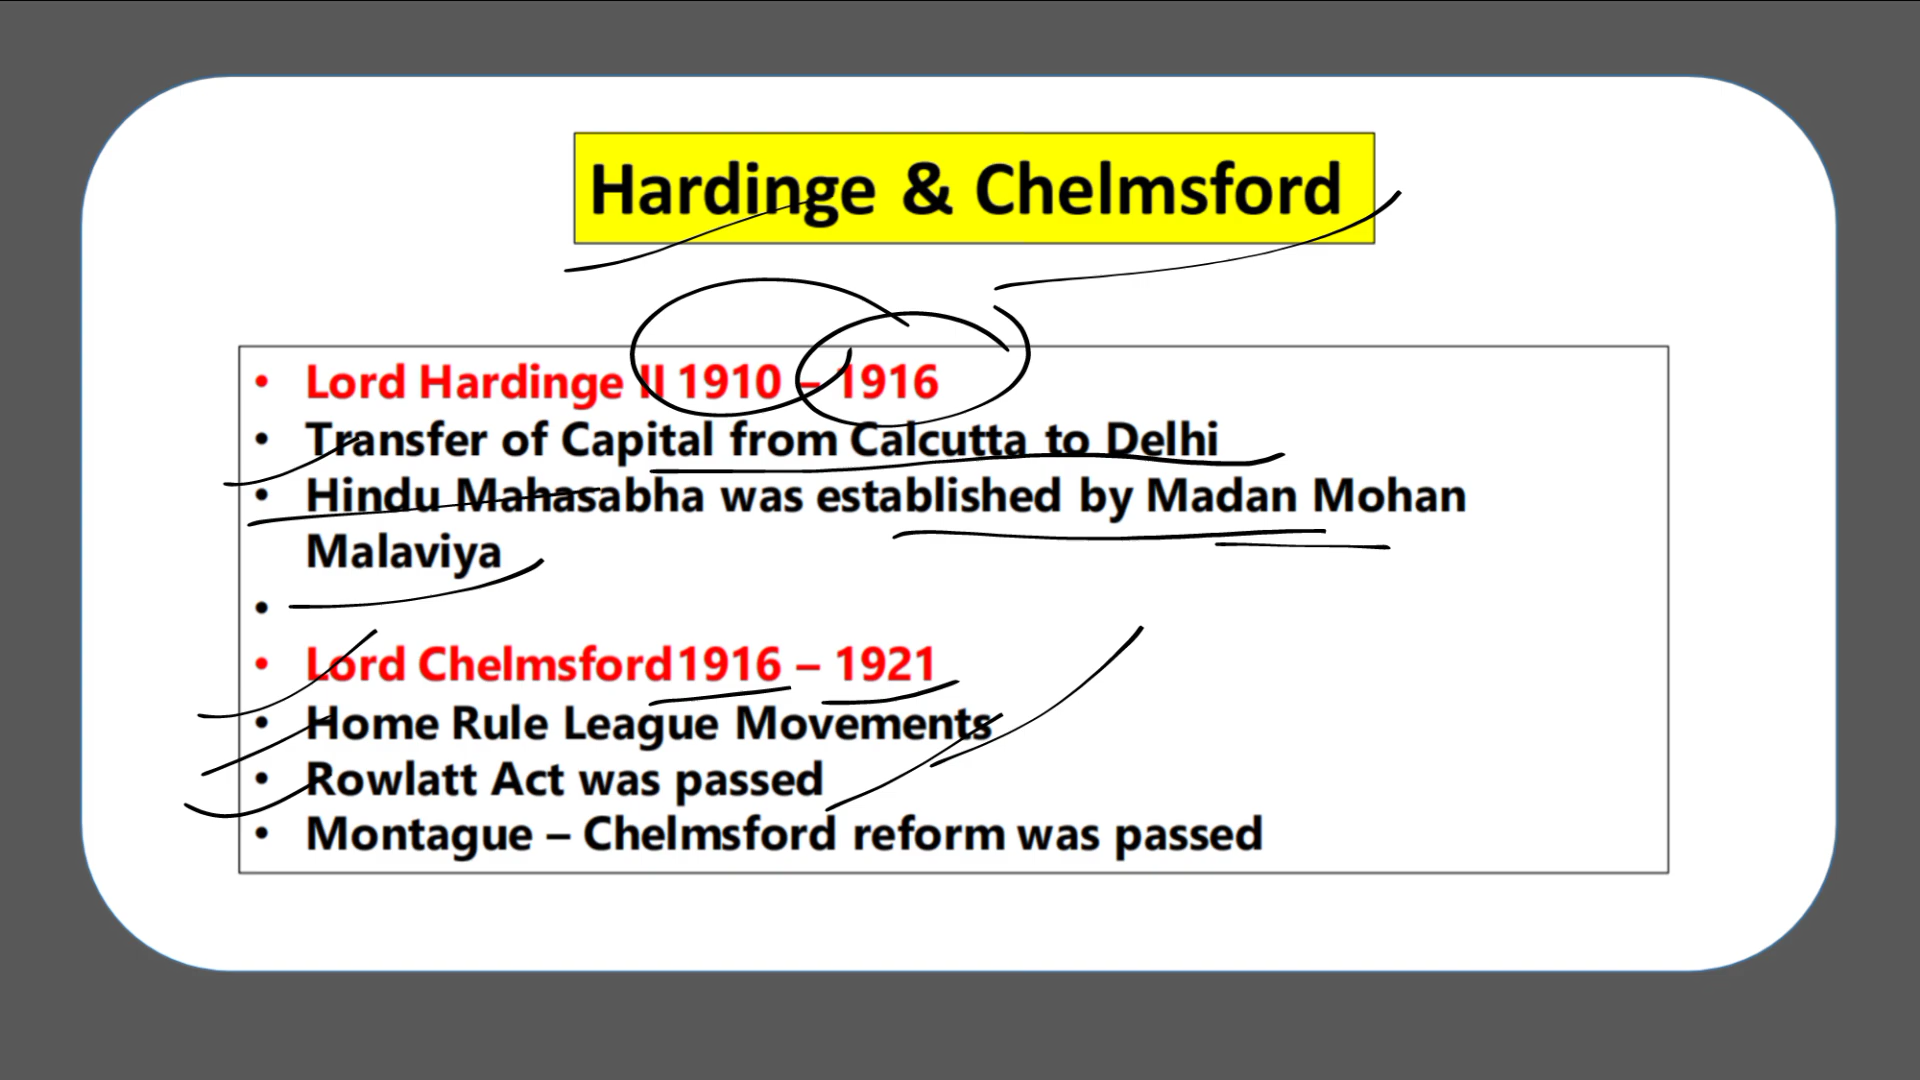 Hardinge & Chelmsford
• Lord Hardinge II 1910 – 1916
• Transfer of Capital from Calcutta to Delhi
• Hindu Mahasabha was established by Madan Mohan
Malaviya
•
• Lord Chelmsford1916 – 1921
• Home Rule League Movements
• Rowlatt Act was passed
• Montague – Chelmsford reform was passed